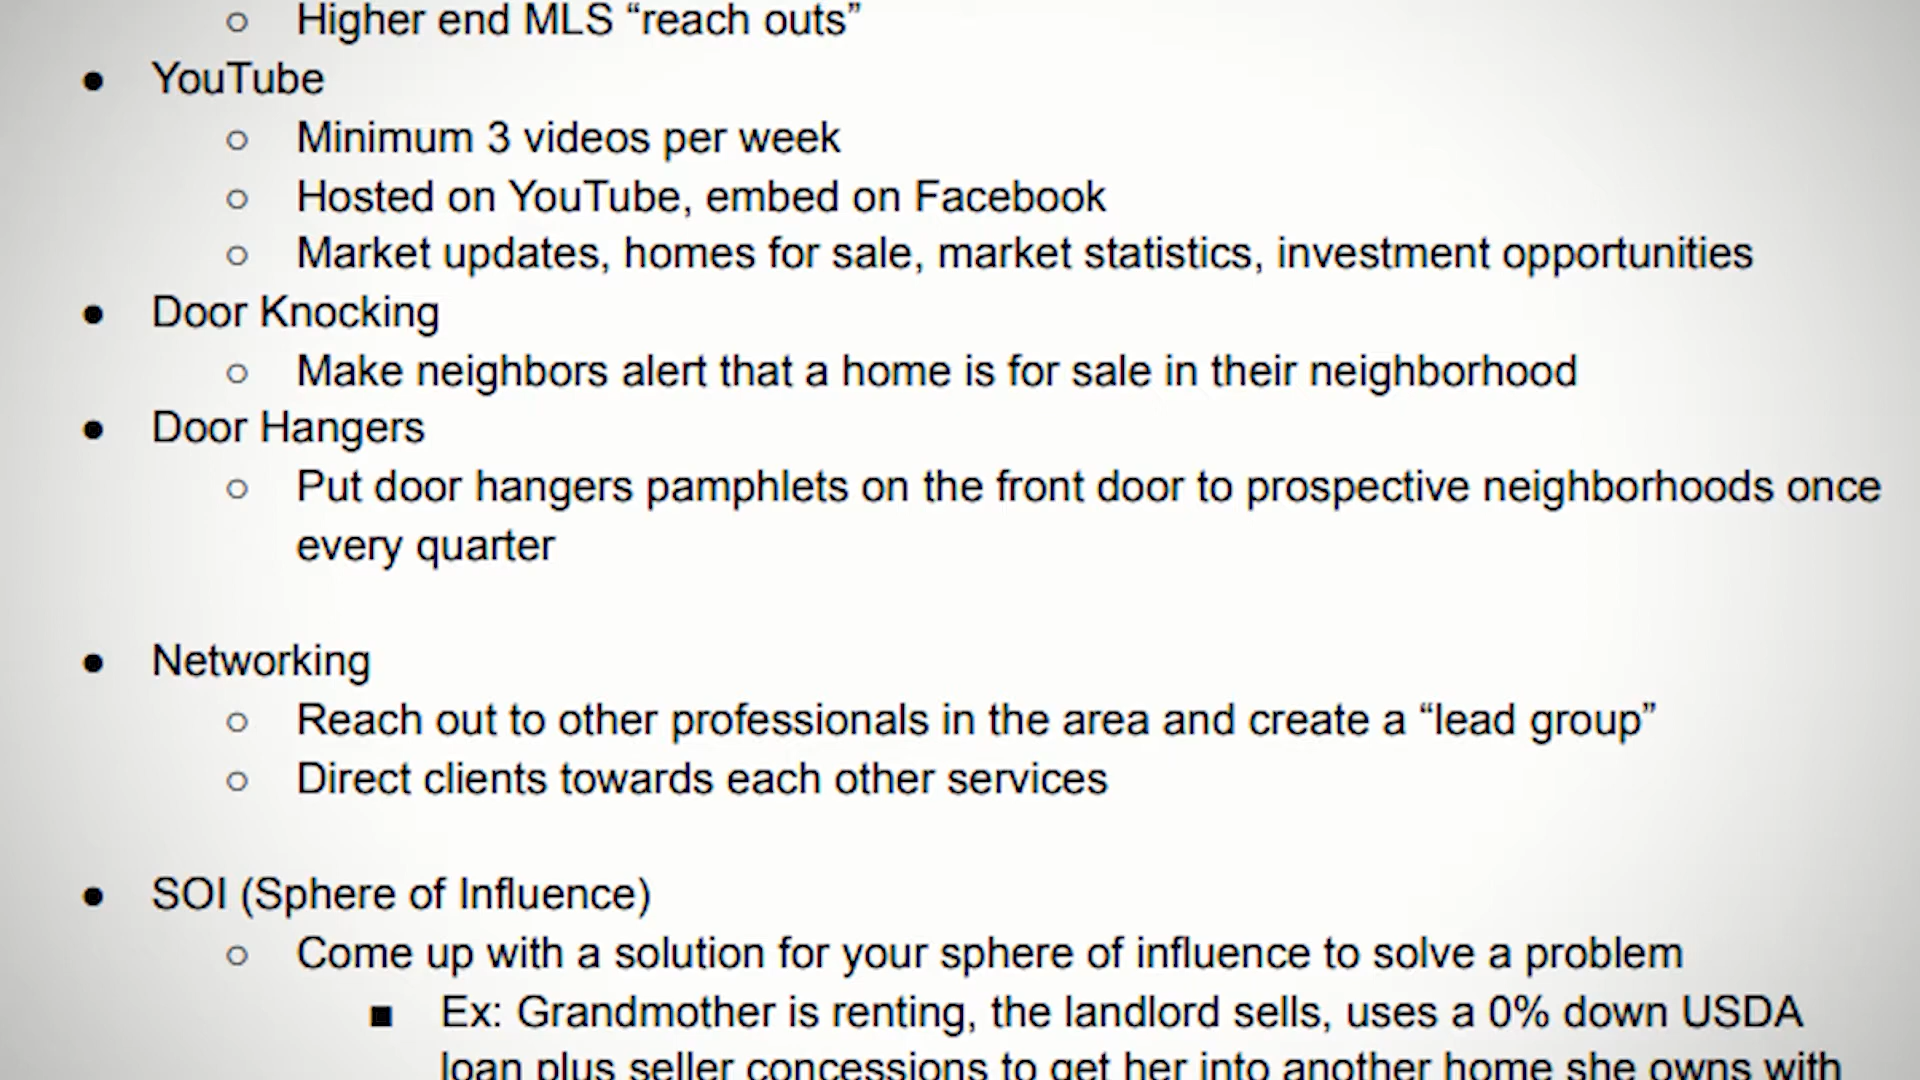 ○ Higher end MLS “reach outs”
● YouTube
○ Minimum 3 videos per week
○ Hosted on YouTube, embed on Facebook
○ Market updates, homes for sale, market statistics, investment opportunities
● Door Knocking
○ Make neighbors alert that a home is for sale in their neighborhood
● Door Hangers
○ Put door hangers pamphlets on the front door to prospective neighborhoods once
every quarter
● Networking
○ Reach out to other professionals in the area and create a “lead group”
○ Direct clients towards each other services
● SOI (Sphere of Influence)
○ Come up with a solution for your sphere of influence to solve a problem
■ Ex: Grandmother is renting, the landlord sells, uses a 0% down USDA
loan plus seller concessions to get her into another home she owns with